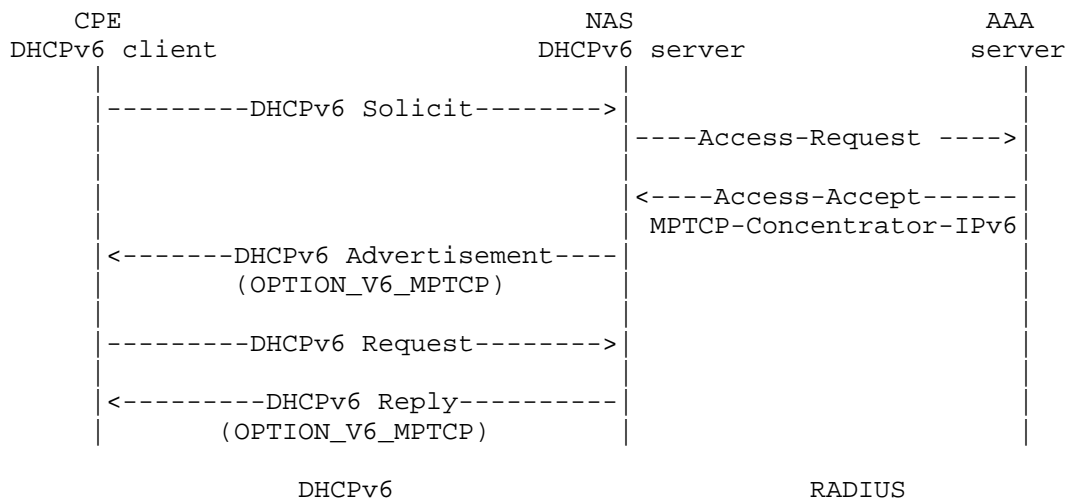 CPE NAS AAA
DHCPv6 client DHCPv6 server server
|---------DHCPv6 Solicit-------->|
|----Access-Request ---->|
|<----Access-Accept------|
MPTCP-Concentrator-IPv6
|<-------DHCPv6 Advertisement----|
(OPTION_V6_MPTCP)
|---------DHCPv6 Request-------->|
|<---------DHCPv6 Reply----------|
(OPTION_V6_MPTCP)
DHCPv6 RADIUS